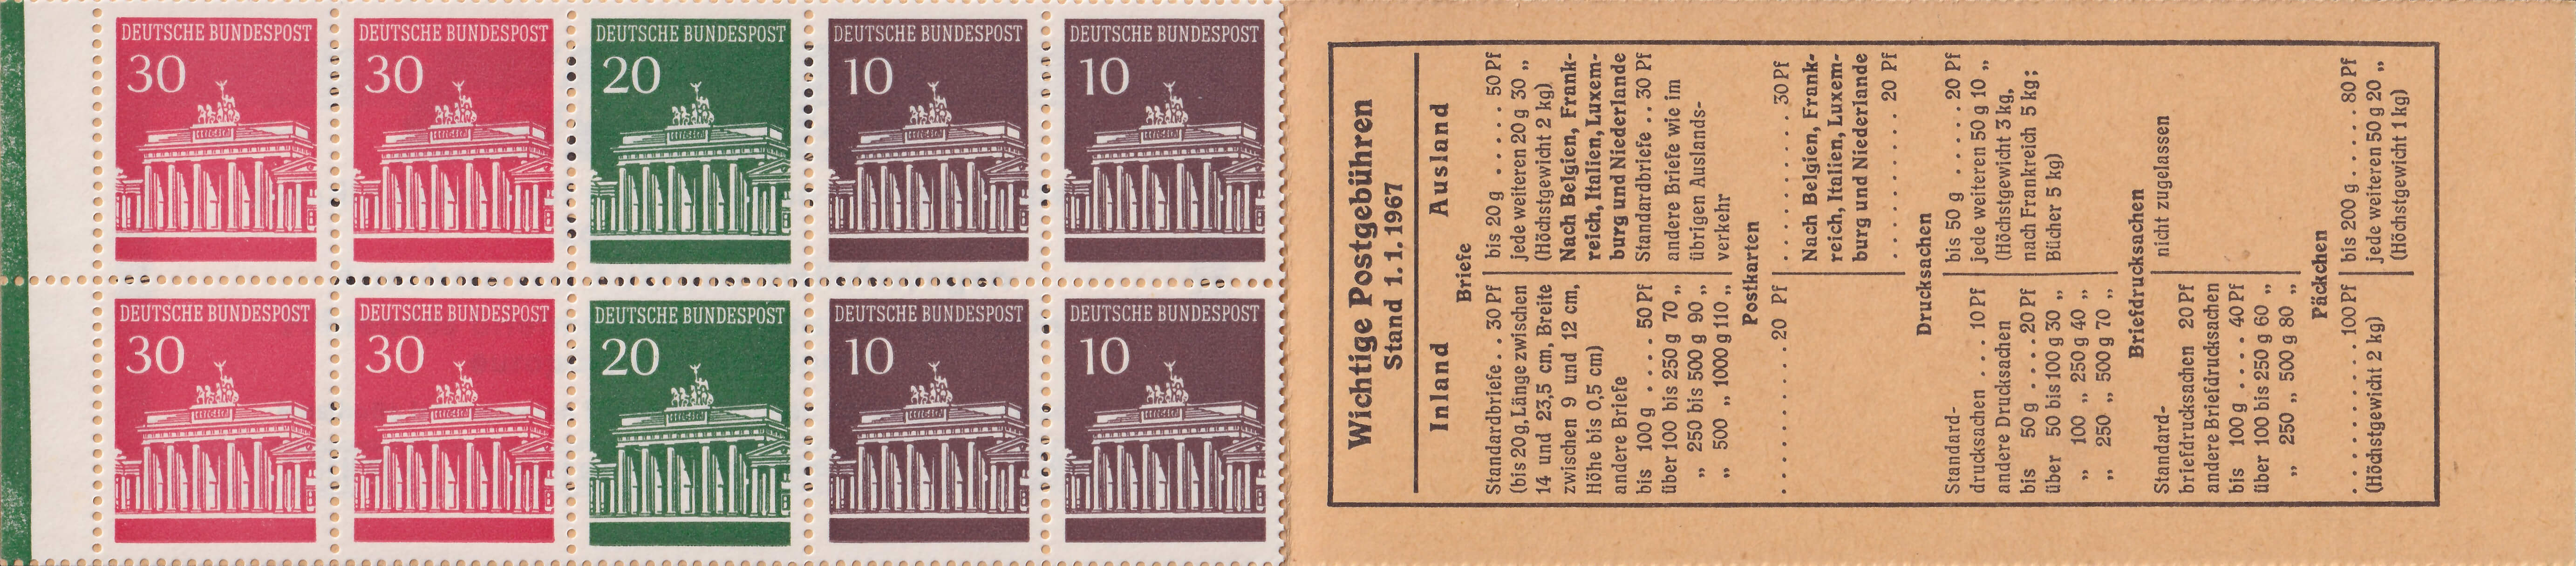 DEUTSCHE BUNDESPOST
30
DEUTSCHE BUNDESPOST
30
DEUTSCHE BUNDESPOST
20
DEUTSCHE BUNDESPOST
10
DEUTSCHE BUNDESPOST
10
DEUTSCHE BUNDESPOST
30
DEUTSCHE BUNDESPOST
30
DEUTSCHE BUNDESPOST
20
DEUTSCHE BUNDESPOST
10
DEUTSCHE BUNDESPOST
10
Wichtige Postgebühren
Stand 1.1.1967
Inland Ausland
Briefe
Standardbriefe . . 30 Pf
(bis 20 g, Länge zwischen
14 und 23,5 cm, Breite
zwischen 9 und 12 cm,
Höhe bis 0,5 cm)
andere Briefe
bis 100 g . . . . 50 Pf
über 100 bis 250 g 70 „
„ 250 bis 500 g 90 „
„ 500 „ 1000 g 110 „
bis 20 g . . . . . 50 Pf
jede weiteren 20 g 30 „
(Höchstgewicht 2 kg)
Nach Belgien, Frank-
reich, Italien, Luxem-
burg und Niederlande
Standardbriefe . . 30 Pf
andere Briefe wie im
übrigen Auslands-
verkehr
Postkarten
. . . . . . . . . . . 20 Pf
. . . . . . . . . . . 30 Pf
Nach Belgien, Frank-
reich, Italien, Luxem-
burg und Niederlande
. . . . . . . . . . . 20 Pf
Drucksachen
Standard-
drucksachen . . . 10 Pf
andere Drucksachen
bis 50 g . . . . 20 Pf
über 50 bis 100 g 30 „
„ 100 „ 250 g 40 „
„ 250 „ 500 g 70 „
bis 50 g . . . . . 20 Pf
jede weiteren 50 g 10 „
(Höchstgewicht 3 kg,
nach Frankreich 5 kg;
Bücher 5 kg)
Briefdrucksachen
Standard-
briefdrucksachen 20 Pf
andere Briefdrucksachen
bis 100 g . . . . 40 Pf
über 100 bis 250 g 60 „
„ 250 „ 500 g 80 „
nicht zugelassen
Päckchen
. . . . . . . . . . 100 Pf
(Höchstgewicht 2 kg)
bis 200 g . . . . . 80 Pf
jede weiteren 50 g 20 „
(Höchstgewicht 1 kg)